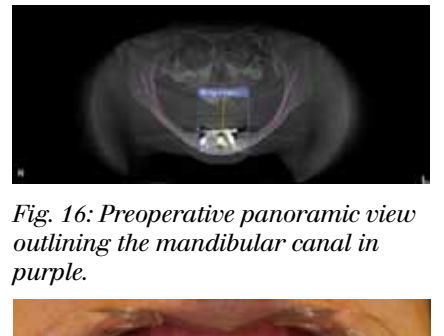 Fig. 16: Preoperative panoramic view
outlining the mandibular canal in
purple.